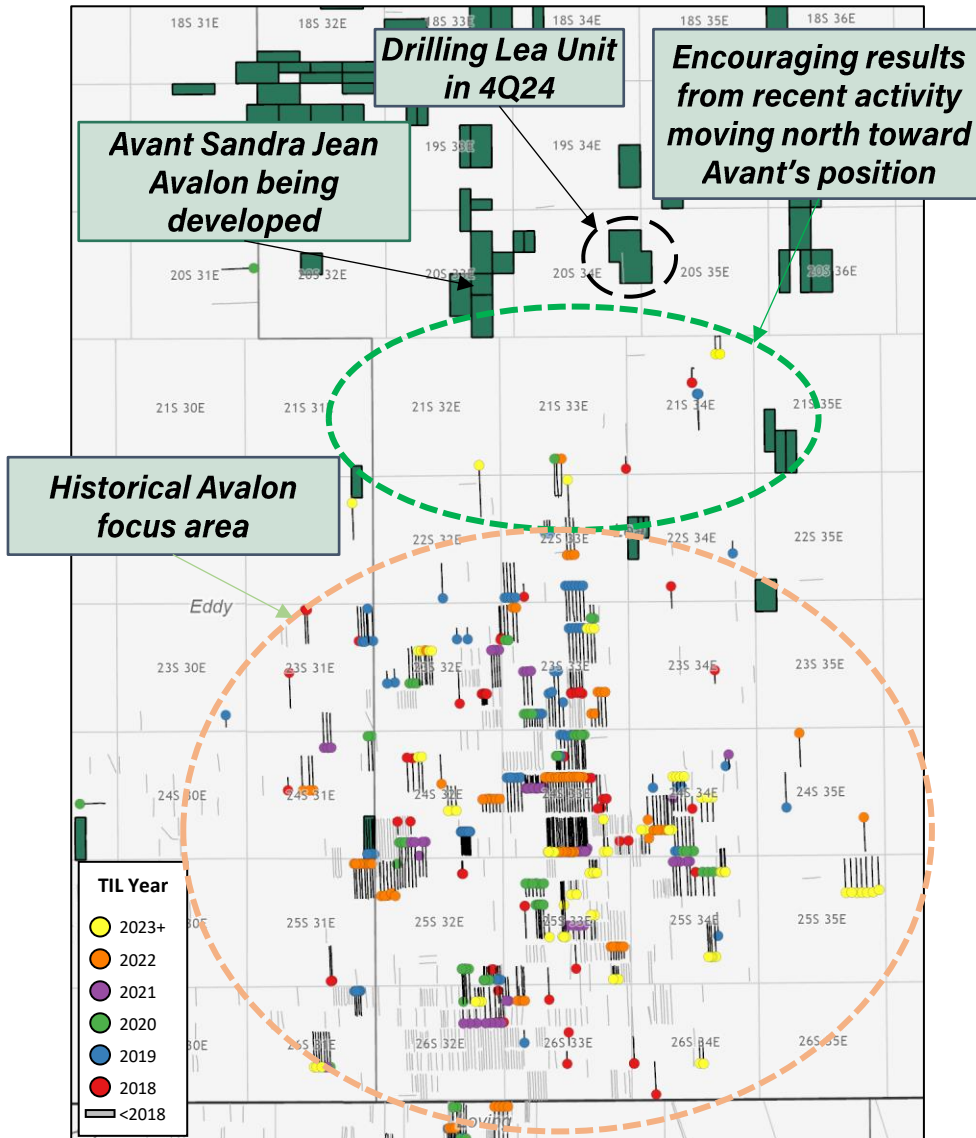 18S 31E
18S 32E
18S 33E
18S 34E
18S 35E
18S 36E
Drilling Lea Unit
in 4Q24
Encouraging results
from recent activity
moving north toward
Avant's position
Avant Sandra Jean
Avalon being
developed
19S 33E
19S 34E
20S 31E
20S 32E
20S 33E
20S 34E
20S 35E
20S 36E
21S 30E
21S 31
21S 32E
21S 33E
21S 34E
21S 35E
Historical Avalon
focus area
22S 32E
22S 33E
22S 34E
22S 35E
Eddy
23S 30E
23S 31E
23S 32E
23S 33E
23S 34E
23S 35E
24S 30E
24S 31E
24S 32E
24S 33E
24S 34E
24S 35E
30E
25S 31E
25S 32E
25S 33E
25S 34E
25S 35E
30E
26S 31E
26S 32E
26S 33E
26S 34E
26S 35E
Loving
TIL Year
2023+
2022
2021
2020
2019
2018
<2018